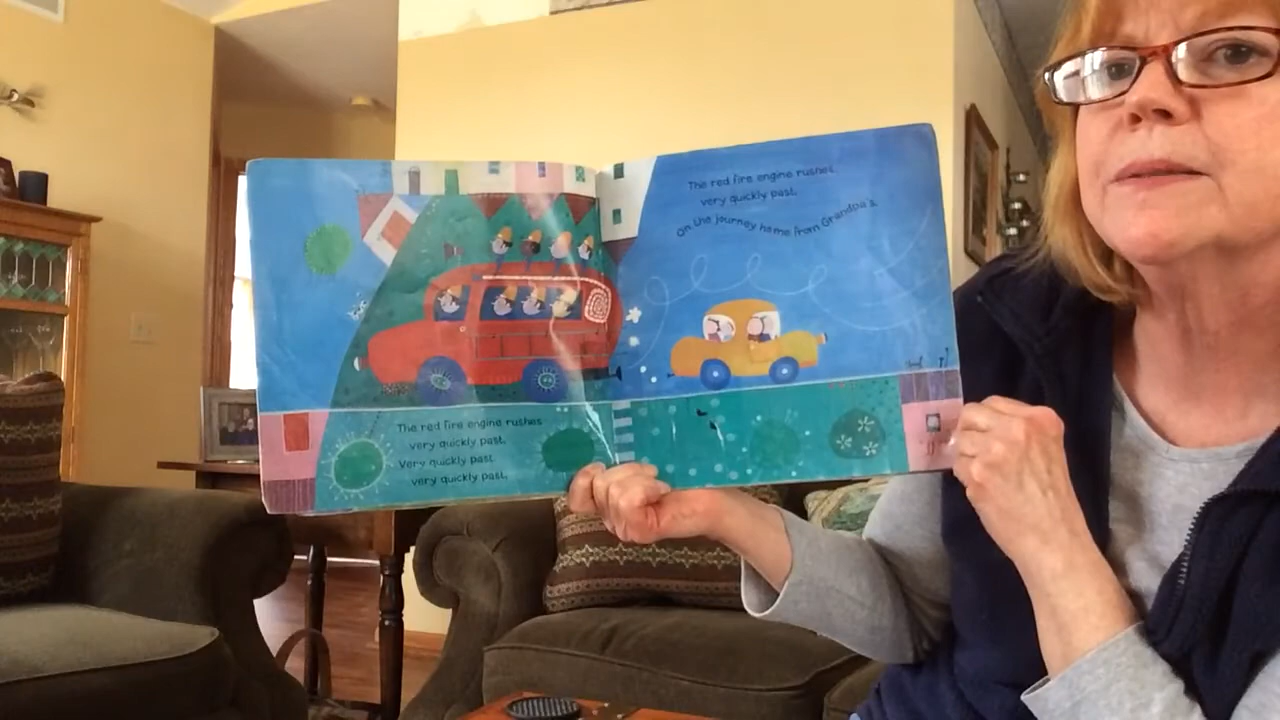 The red fire engine rushes
very quickly past,
Very quickly past
very quickly past,
The red fire engine rushes
very quickly past,
On the journey home from Grandpa's.